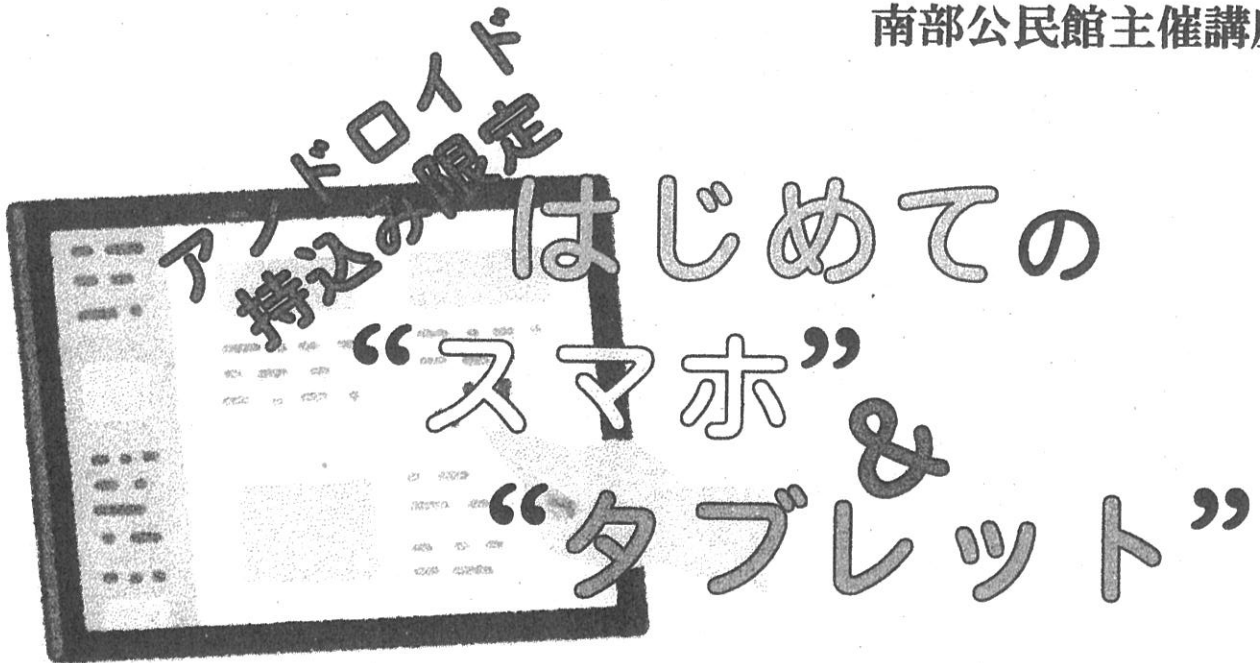 南部公民館主催講座
アンドロイド
持込み限定
はじめての
“スマホ”
&
“タブレット”